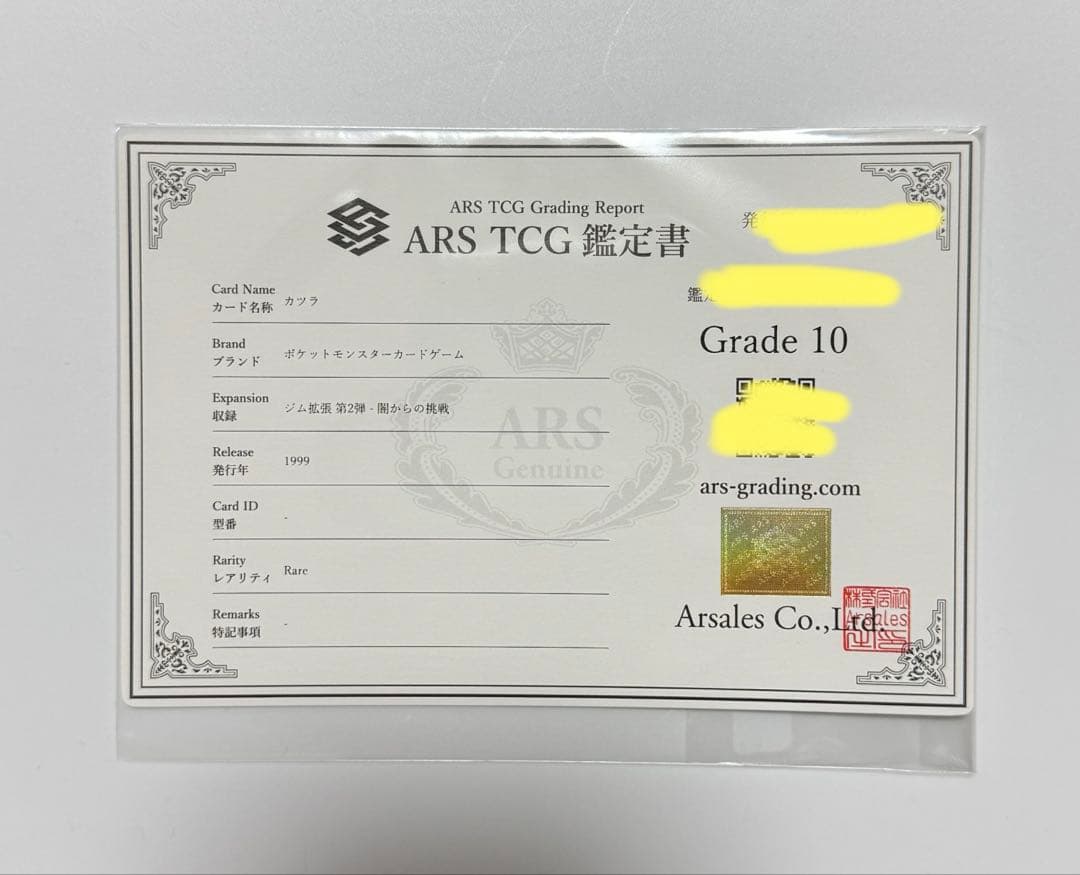 ARS TCG Grading Report
ARS TCG 鑑定書
発
鑑定
Card Name
カード名称 カツラ
Brand
ブランド ポケットモンスターカードゲーム
Expansion
収録 ジム拡張 第2弾 - 闇からの挑戦
Release
発行年 1999
Card ID
型番 -
Rarity
レアリティ Rare
Remarks
特記事項 -
ARS
Genuine
Grade 10
ars-grading.com
Arsales Co.,Ltd.
Arsales